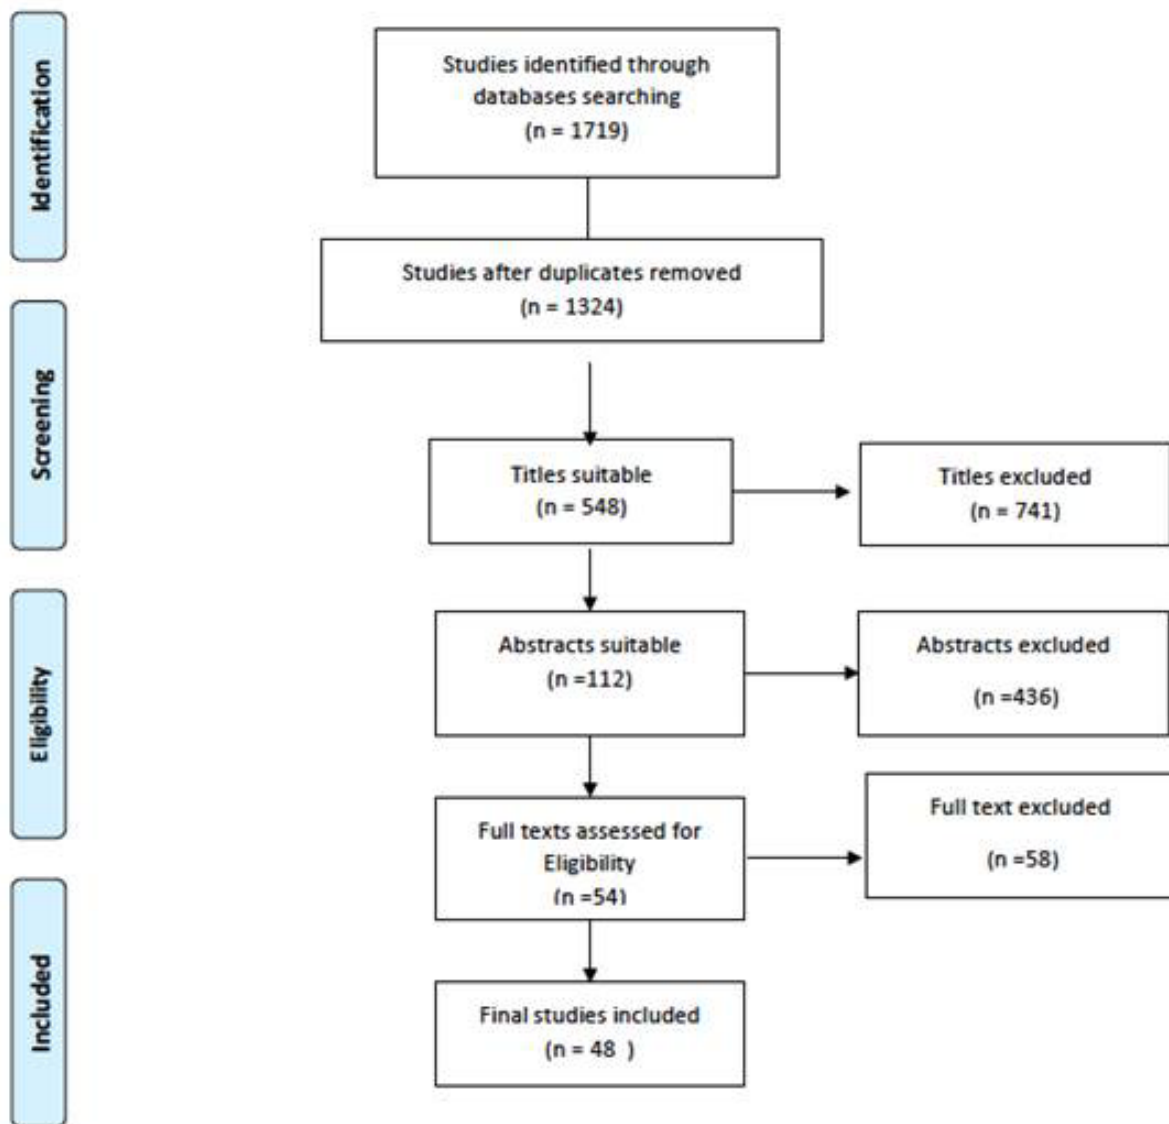 Identification
Studies identified through
databases searching
(n = 1719)
Studies after duplicates removed
(n = 1324)
Screening
Titles suitable
(n = 548)
Titles excluded
(n = 741)
Eligibility
Abstracts suitable
(n =112)
Abstracts excluded
(n =436)
Full texts assessed for
Eligibility
(n =54)
Full text excluded
(n =58)
Included
Final studies included
(n = 48  )